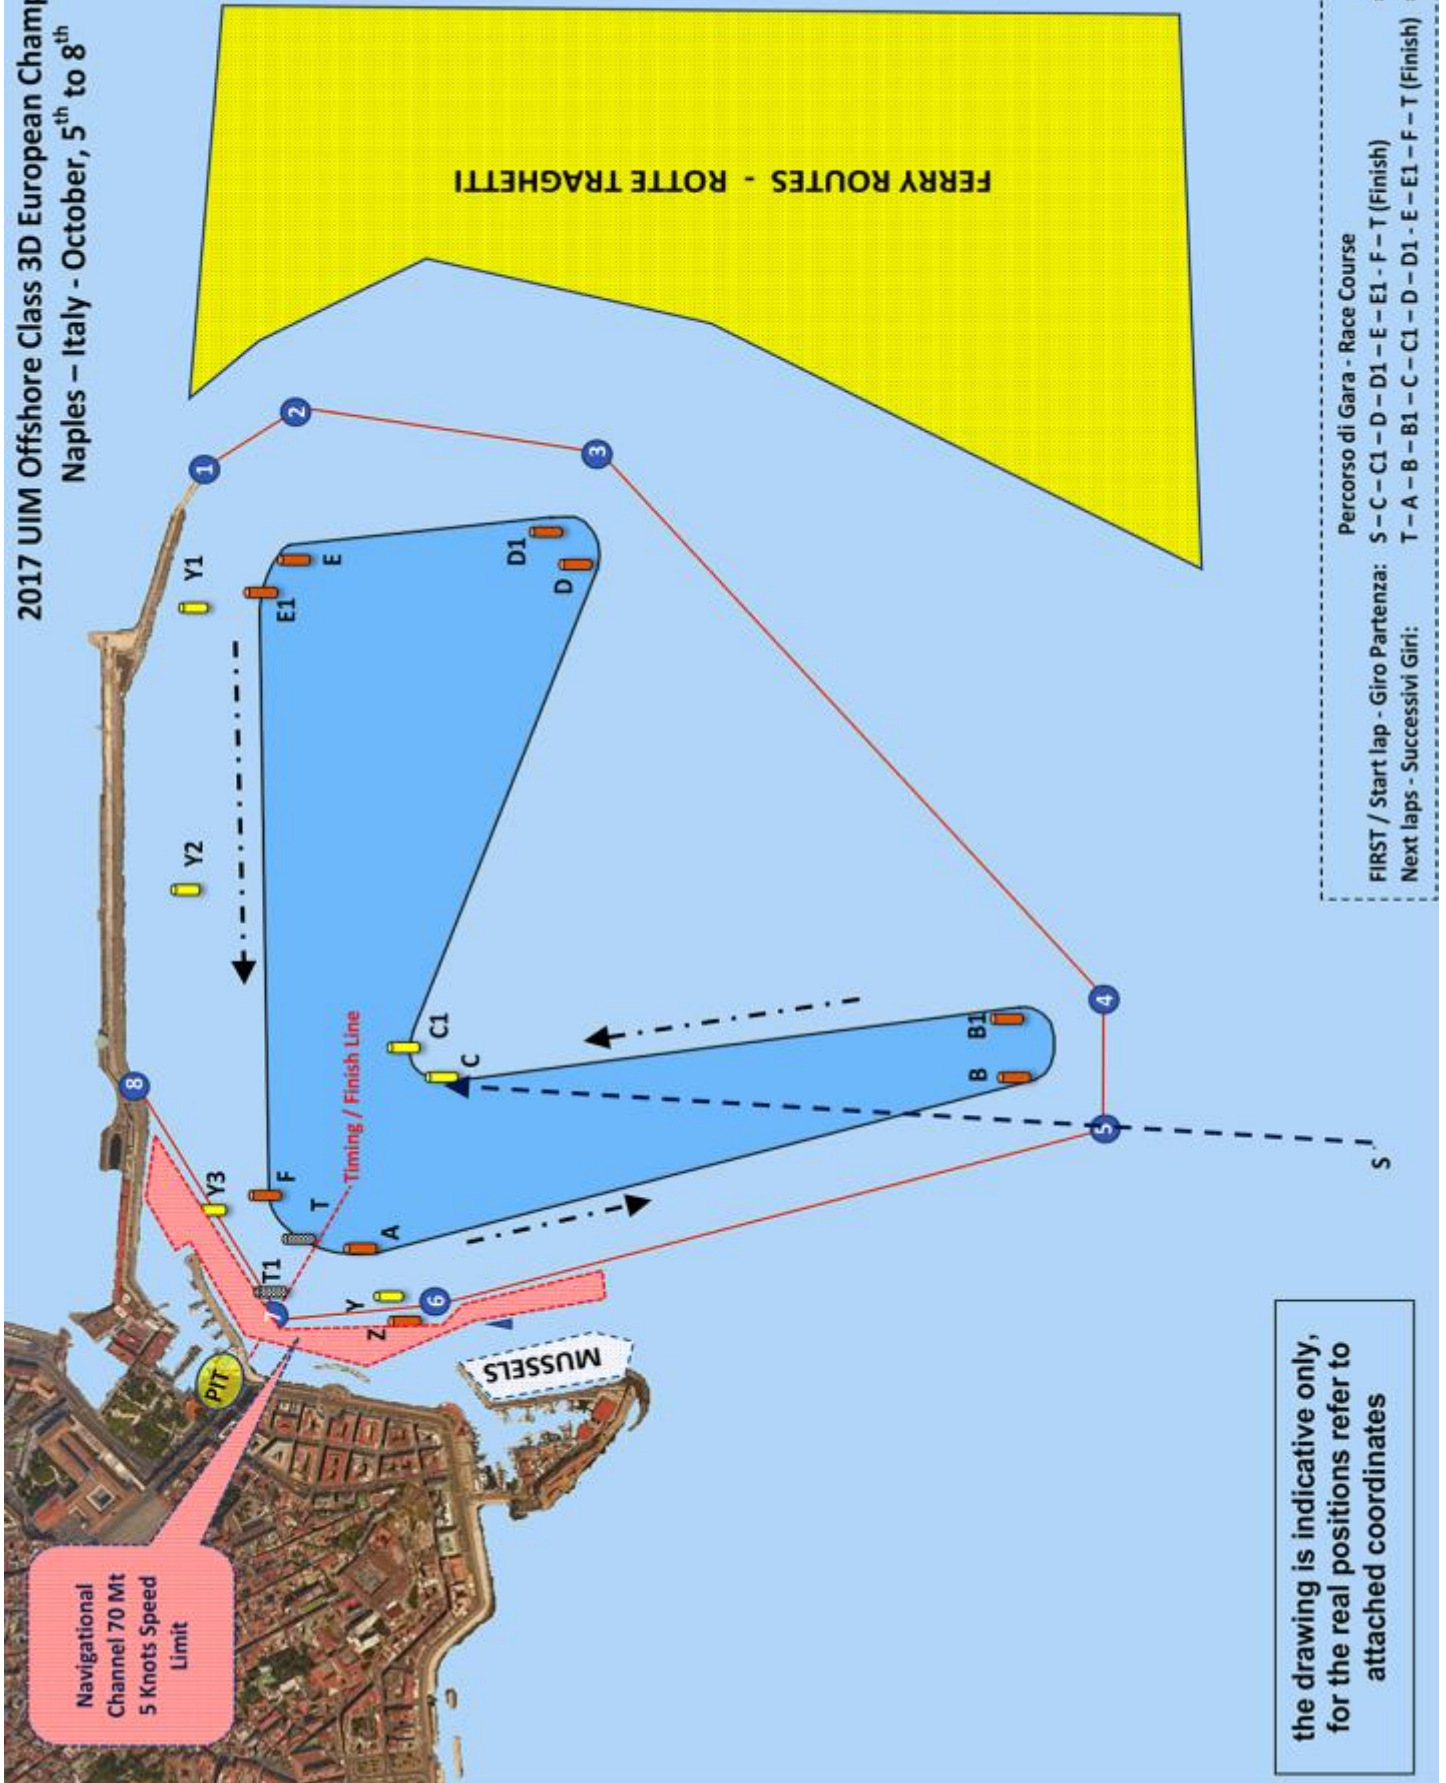 2017 UIM Offshore Class 3D European Champ
Naples – Italy - October, 5th to 8th
Navigational
Channel 70 Mt
5 Knots Speed
Limit
PIT
MUSSELS
FERRY ROUTES - ROTTE TRAGHETTI
Timing / Finish Line
1
2
3
4
5
6
7
8
Y1
Y2
Y3
Y
Z
T1
T
F
A
B
B1
C
C1
D
D1
E
E1
S
the drawing is indicative only,
for the real positions refer to
attached coordinates
Percorso di Gara - Race Course
FIRST / Start lap - Giro Partenza: S – C – C1 – D – D1 – E – E1 - F – T (Finish)
Next laps - Successivi Giri: T – A – B – B1 – C – C1 – D – D1 - E – E1 – F – T (Finish)